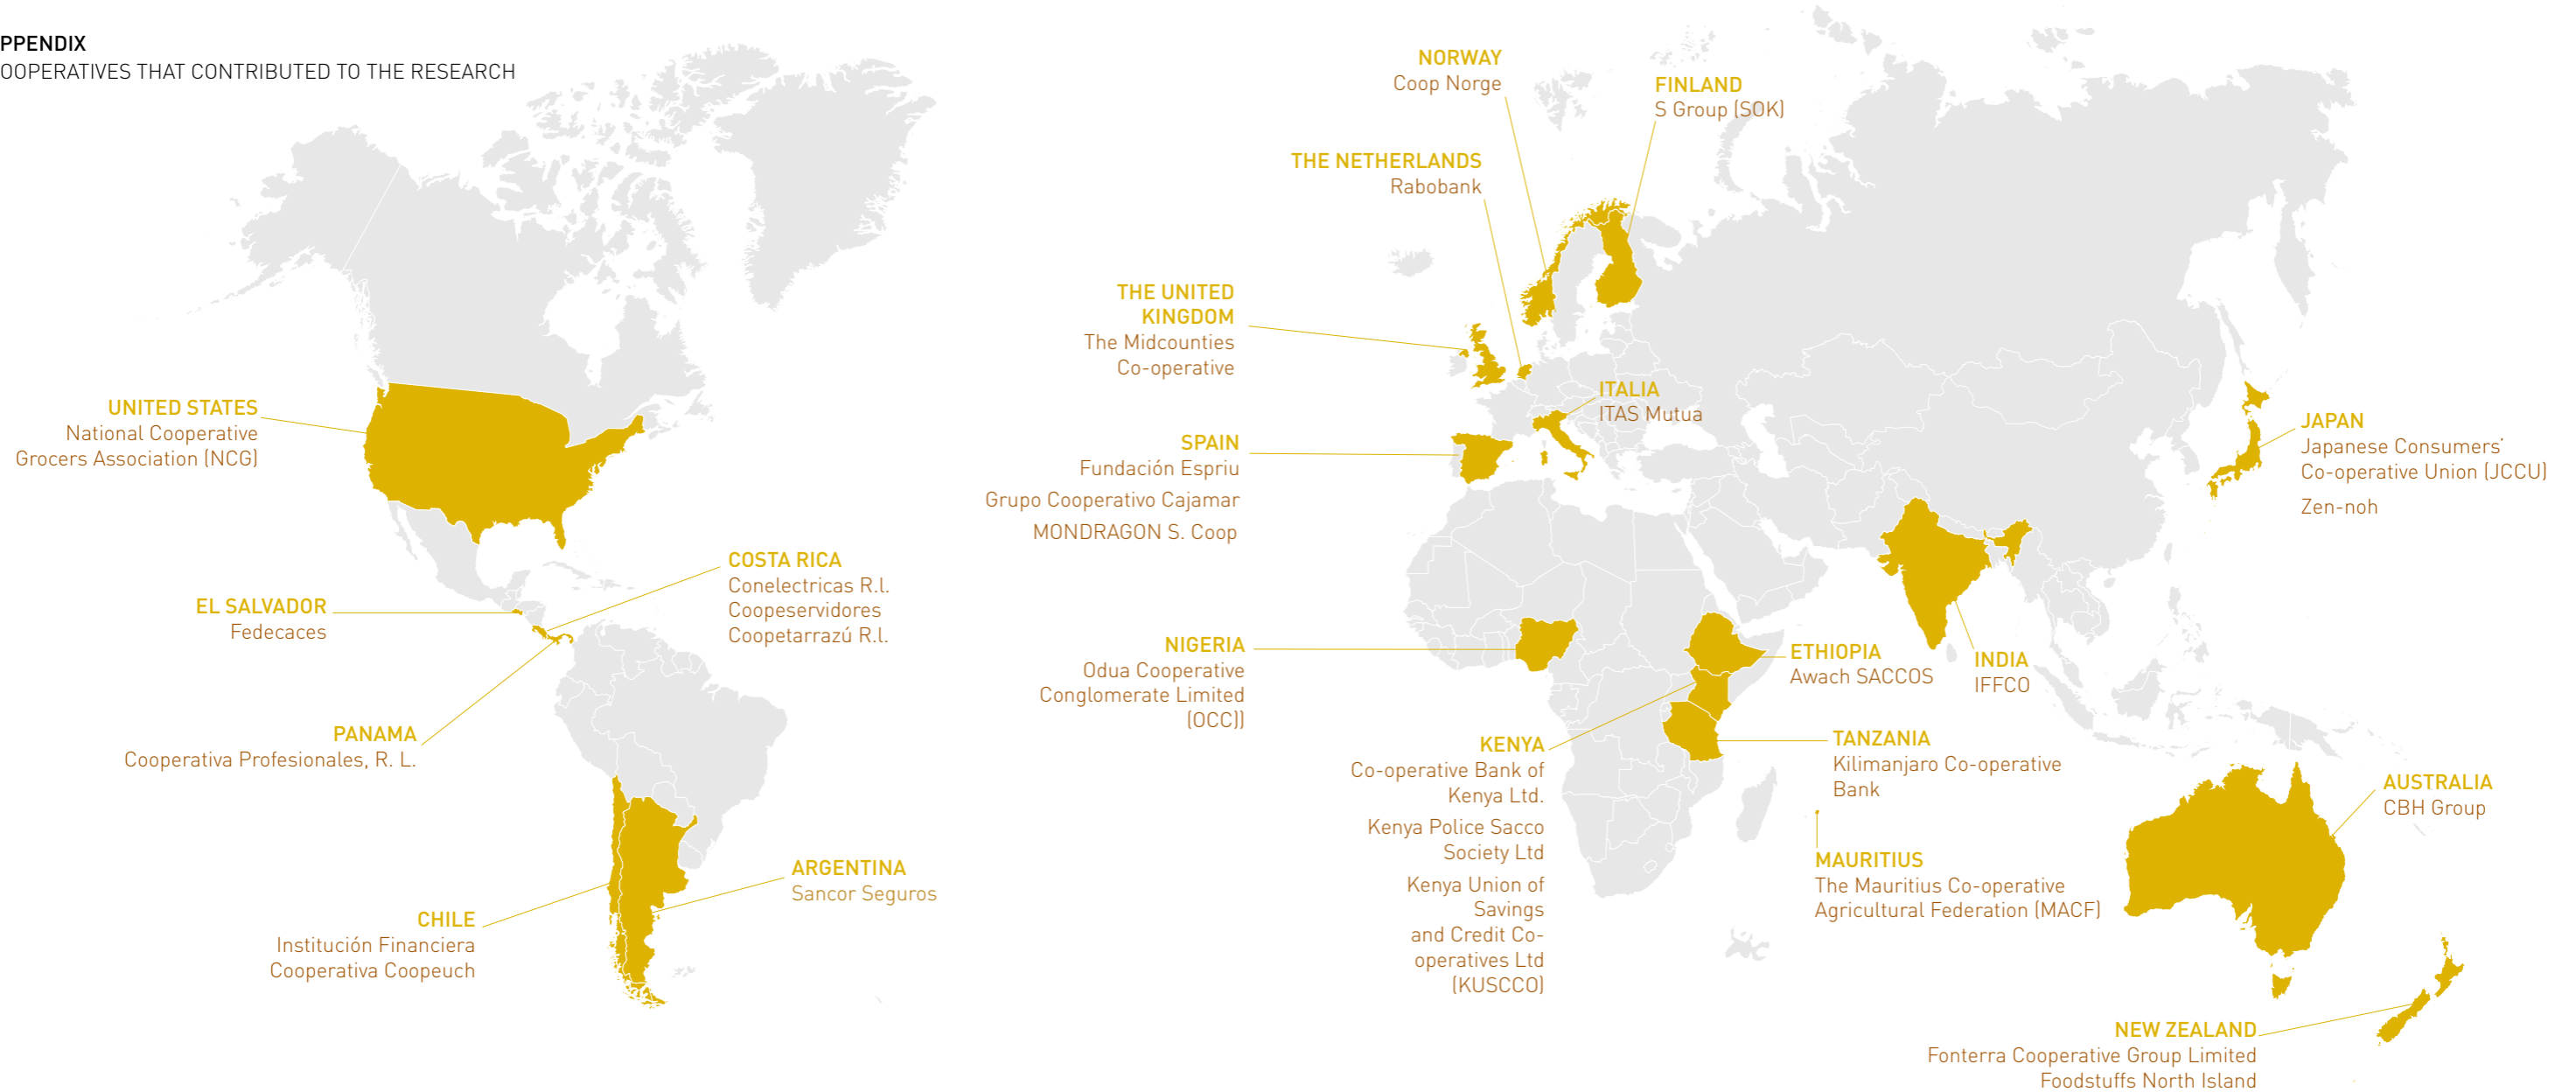 PPENDIX
OOPERATIVES THAT CONTRIBUTED TO THE RESEARCH
UNITED STATES
National Cooperative
Grocers Association (NCG)
EL SALVADOR
Fedecaces
COSTA RICA
Conelectricas R.l.
Coopeservidores
Coopetarrazú R.l.
PANAMA
Cooperativa Profesionales, R. L.
CHILE
Institución Financiera
Cooperativa Coopeuch
ARGENTINA
Sancor Seguros
NORWAY
Coop Norge
FINLAND
S Group (SOK)
THE NETHERLANDS
Rabobank
THE UNITED
KINGDOM
The Midcounties
Co-operative
ITALIA
ITAS Mutua
SPAIN
Fundación Espriu
Grupo Cooperativo Cajamar
MONDRAGON S. Coop
NIGERIA
Odua Cooperative
Conglomerate Limited
(OCC))
KENYA
Co-operative Bank of
Kenya Ltd.
Kenya Police Sacco
Society Ltd
Kenya Union of
Savings
and Credit Co-
operatives Ltd
(KUSCCO)
ETHIOPIA
Awach SACCOS
TANZANIA
Kilimanjaro Co-operative
Bank
MAURITIUS
The Mauritius Co-operative
Agricultural Federation (MACF)
INDIA
IFFCO
JAPAN
Japanese Consumers'
Co-operative Union (JCCU)
Zen-noh
AUSTRALIA
CBH Group
NEW ZEALAND
Fonterra Cooperative Group Limited
Foodstuffs North Island